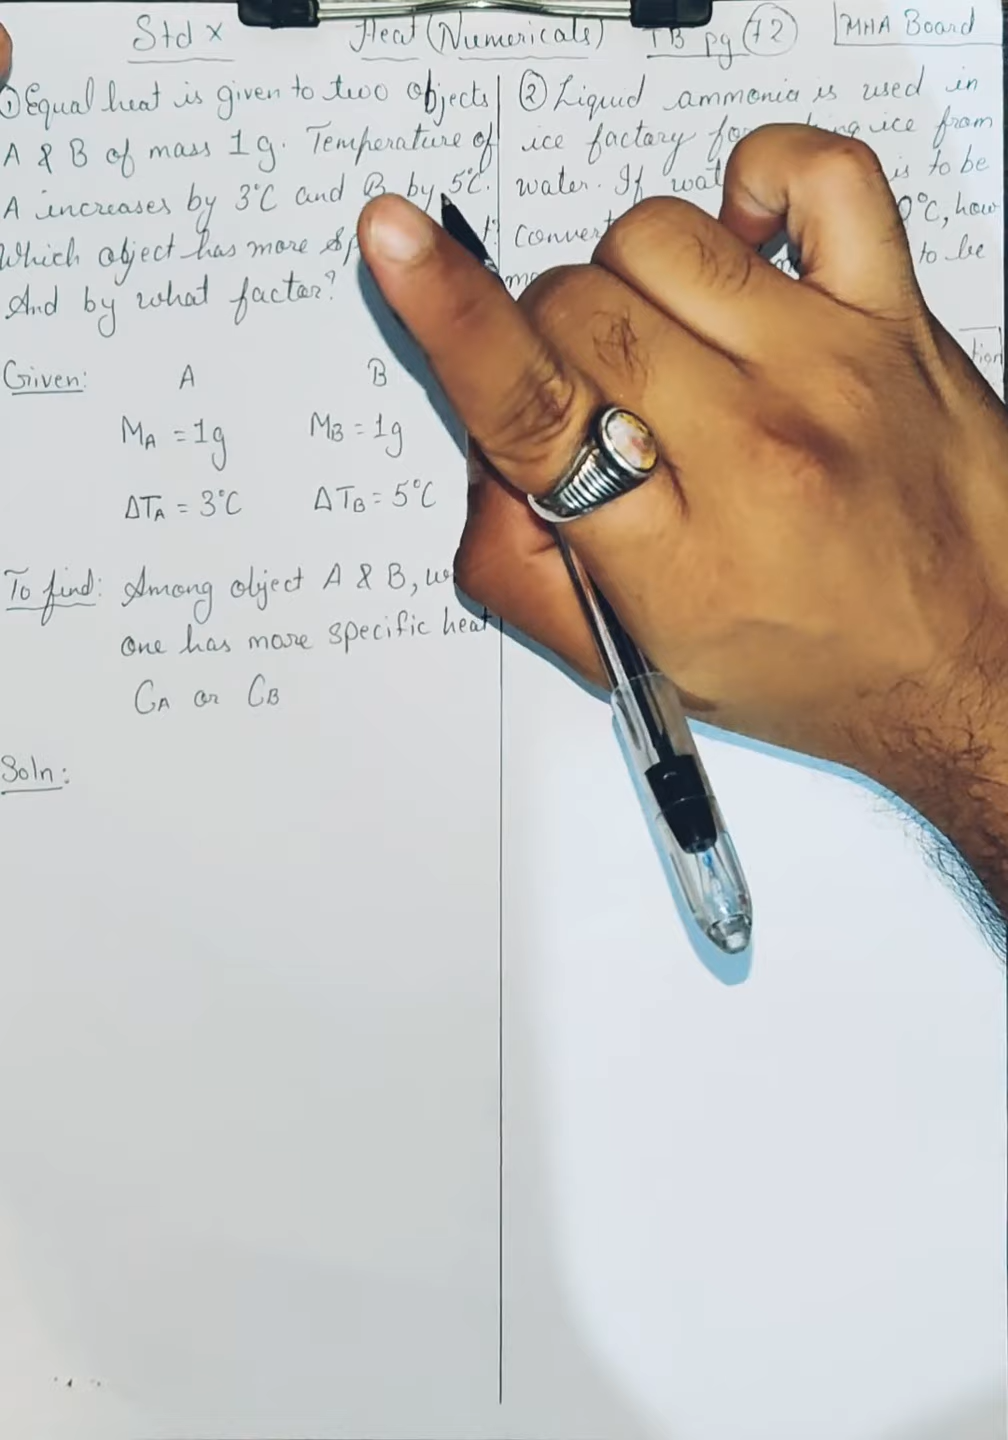 Std X Heat (Numericals) TB pg 72 MHA Board
① Equal heat is given to two objects
A & B of mass 1g. Temperature of
A increases by 3°C and B by 5°C.
Which object has more
And by what factor?
Given: A B
MA = 1g MB = 1g
ΔTA = 3°C ΔTB = 5°C
To find: Among object A & B,
one has more specific heat
CA or CB
Soln:
② Liquid ammonia is used in
ice factory ice from
water. If is to be
0°C, how
to be